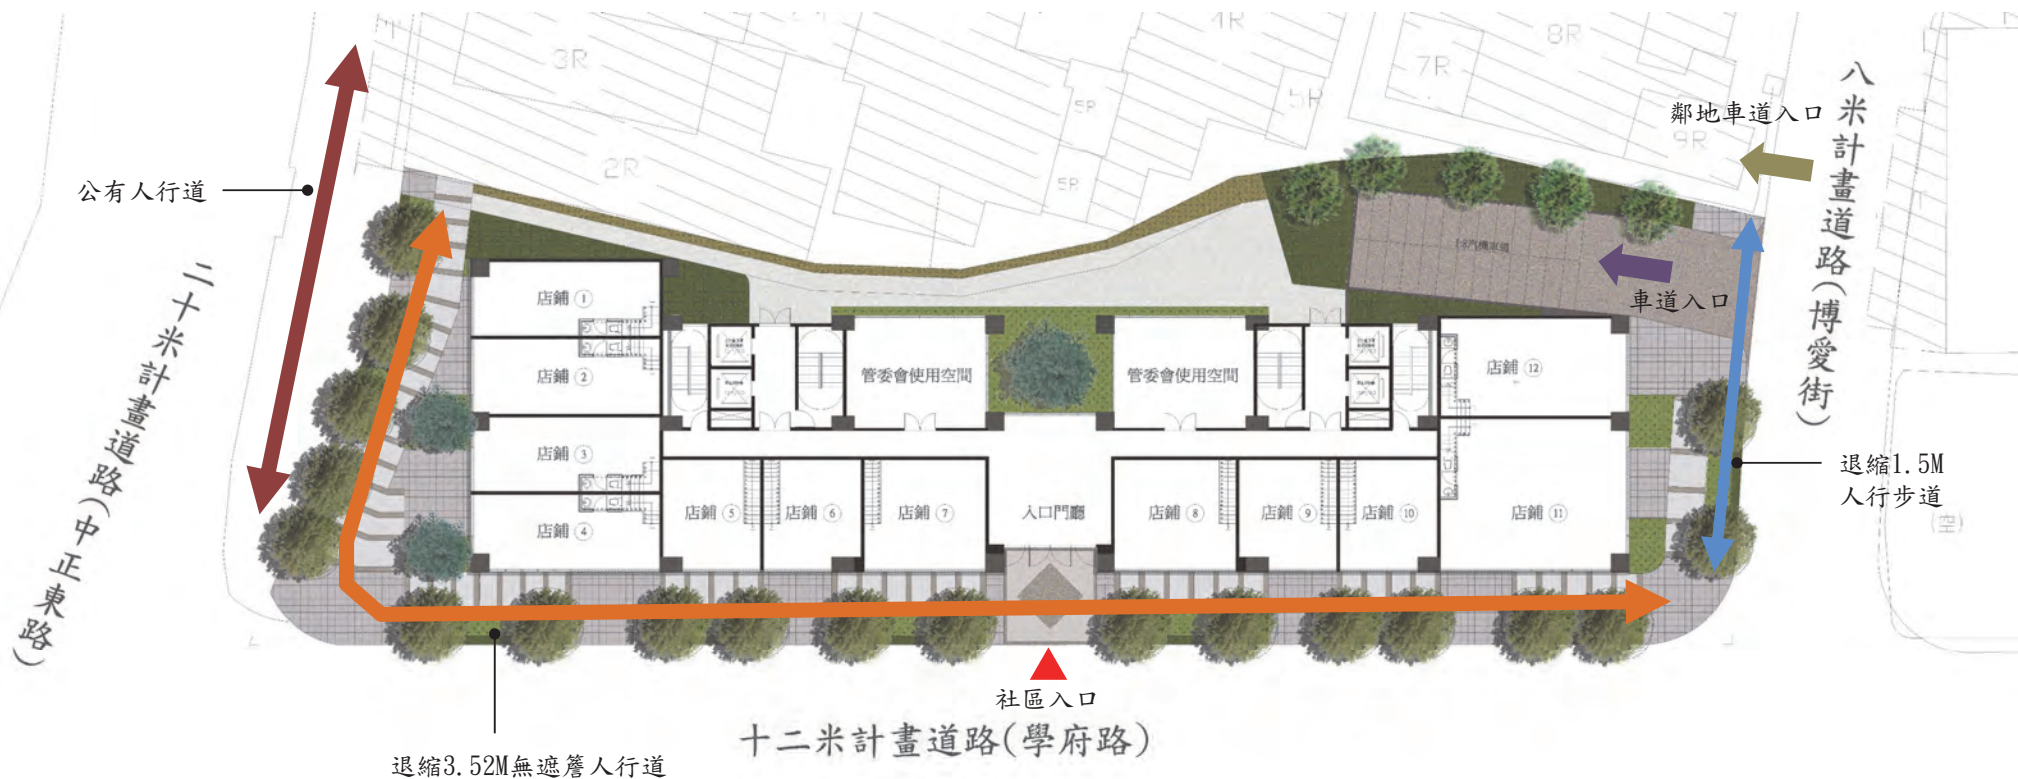 3R
4R
8R
7R
5R
5R
9R
2R
5R
鄰地車道入口
八米計畫道路(博愛街)
公有人行道
二十米計畫道路(中正東路)
車道入口
店鋪 ①
店鋪 ②
店鋪 ③
店鋪 ④
管委會使用空間
管委會使用空間
店鋪 ⑫
店鋪 ⑤
店鋪 ⑥
店鋪 ⑦
入口門廳
店鋪 ⑧
店鋪 ⑨
店鋪 ⑩
店鋪 ⑪
退縮1.5M
人行步道
(空)
社區入口
十二米計畫道路(學府路)
退縮3.52M無遮簷人行道